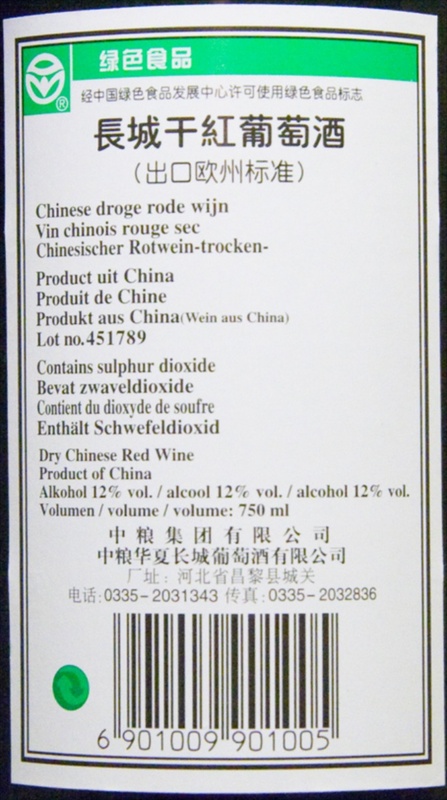 绿色食品
®
经中国绿色食品发展中心许可使用绿色食品标志
長城干紅葡萄酒
(出口欧州标准)
Chinese droge rode wijn
Vin chinois rouge sec
Chinesischer Rotwein-trocken-
Product uit China
Produit de Chine
Produkt aus China(Wein aus China)
Lot no.451789
Contains sulphur dioxide
Bevat zwaveldioxide
Contient du dioxyde de soufre
Enthält Schwefeldioxid
Dry Chinese Red Wine
Product of China
Alkohol 12% vol. / alcool 12% vol. / alcohol 12% vol.
Volumen / volume / volume: 750 ml
中粮集团有限公司
中粮华夏长城葡萄酒有限公司
厂址: 河北省昌黎县城关
电话:0335-2031343 传真:0335-2032836
6 901009 901005